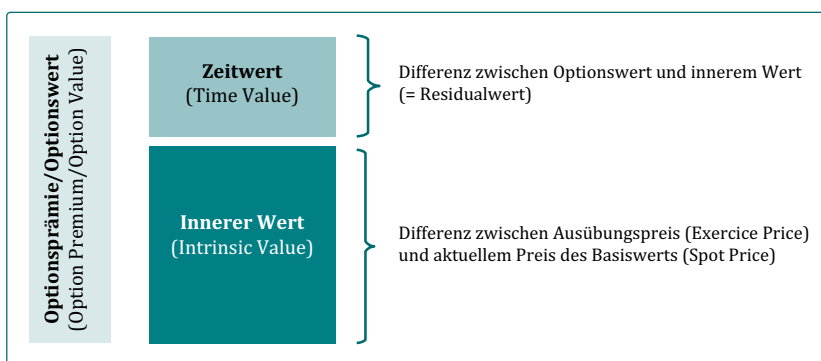 Optionsprämie/Optionswert
(Option Premium/Option Value)
Zeitwert
(Time Value)
Differenz zwischen Optionswert und innerem Wert
(= Residualwert)
Innerer Wert
(Intrinsic Value)
Differenz zwischen Ausübungspreis (Exercice Price)
und aktuellem Preis des Basiswerts (Spot Price)